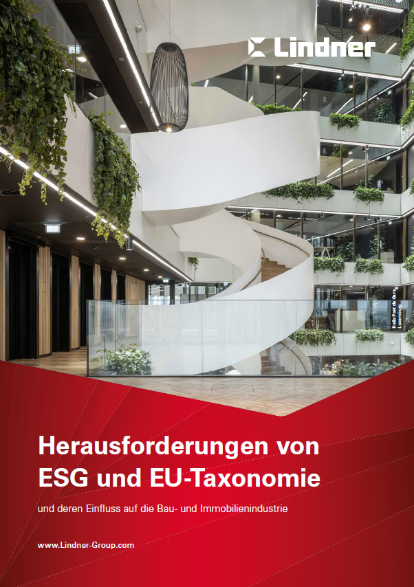 Lindner
Herausforderungen von
ESG und EU-Taxonomie
und deren Einfluss auf die Bau- und Immobilienindustrie
www.Lindner-Group.com